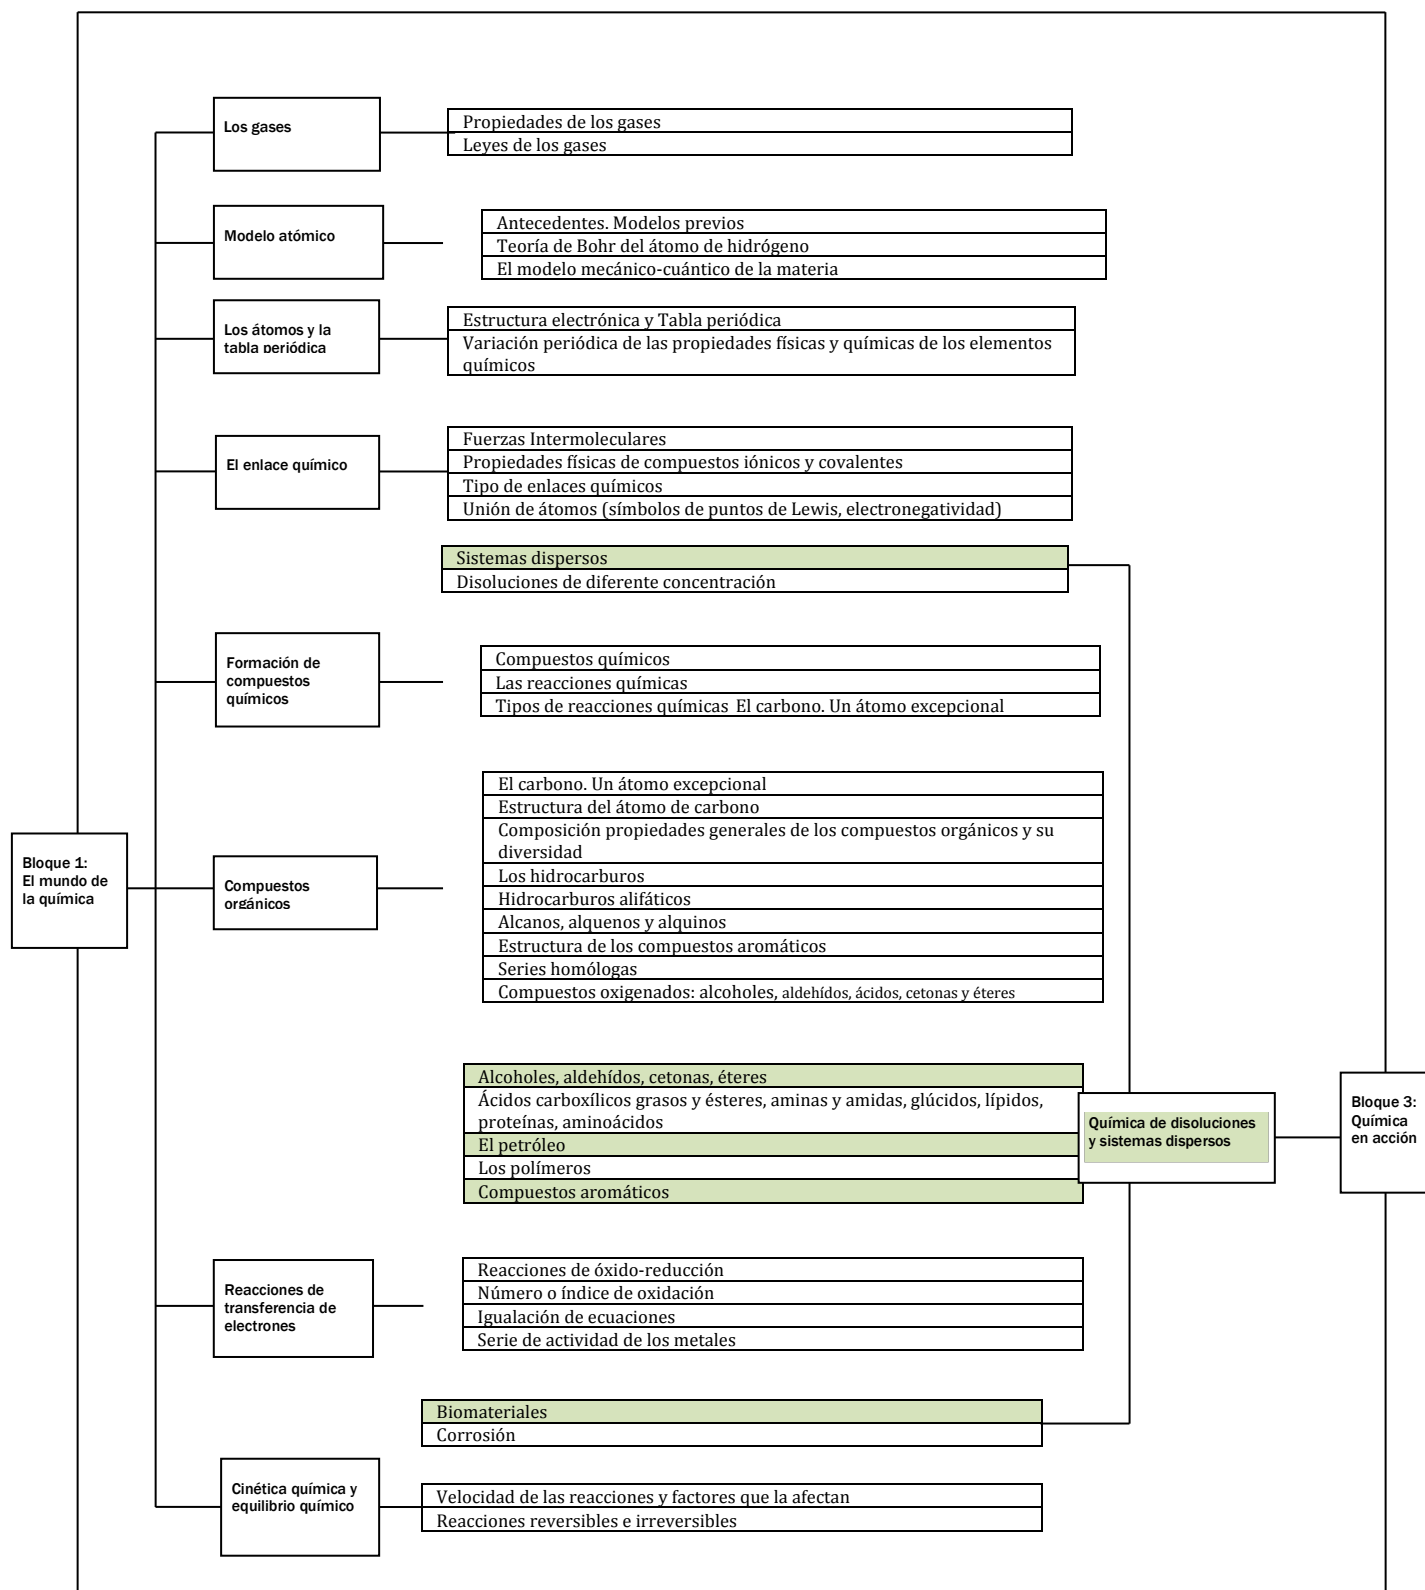 Los gases
Propiedades de los gases
Leyes de los gases
Modelo atómico
Antecedentes. Modelos previos
Teoría de Bohr del átomo de hidrógeno
El modelo mecánico-cuántico de la materia
Los átomos y la
tabla periódica
Estructura electrónica y Tabla periódica
Variación periódica de las propiedades físicas y químicas de los elementos
químicos
El enlace químico
Fuerzas Intermoleculares
Propiedades físicas de compuestos iónicos y covalentes
Tipo de enlaces químicos
Unión de átomos (símbolos de puntos de Lewis, electronegatividad)
Sistemas dispersos
Disoluciones de diferente concentración
Formación de
compuestos
químicos
Compuestos químicos
Las reacciones químicas
Tipos de reacciones químicas El carbono. Un átomo excepcional
Bloque 1:
El mundo de
la química
Compuestos
orgánicos
El carbono. Un átomo excepcional
Estructura del átomo de carbono
Composición propiedades generales de los compuestos orgánicos y su
diversidad
Los hidrocarburos
Hidrocarburos alifáticos
Alcanos, alquenos y alquinos
Estructura de los compuestos aromáticos
Series homólogas
Compuestos oxigenados: alcoholes, aldehídos, ácidos, cetonas y éteres
Alcoholes, aldehídos, cetonas, éteres
Ácidos carboxílicos grasos y ésteres, aminas y amidas, glúcidos, lípidos,
proteínas, aminoácidos
El petróleo
Los polímeros
Compuestos aromáticos
Química de disoluciones
y sistemas dispersos
Bloque 3:
Química
en acción
Reacciones de
transferencia de
electrones
Reacciones de óxido-reducción
Número o índice de oxidación
Igualación de ecuaciones
Serie de actividad de los metales
Biomateriales
Corrosión
Cinética química y
equilibrio químico
Velocidad de las reacciones y factores que la afectan
Reacciones reversibles e irreversibles